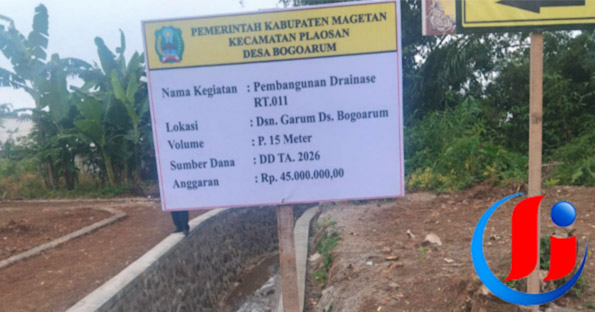 PEMERINTAH KABUPATEN MAGETAN
KECAMATAN PLAOSAN
DESA BOGOARUM
Nama Kegiatan : Pembangunan Drainase
RT.011
Lokasi : Dsn. Garum Ds. Bogoarum
Volume : P. 15 Meter
Sumber Dana : DD TA. 2026
Anggaran : Rp. 45.000.000,00